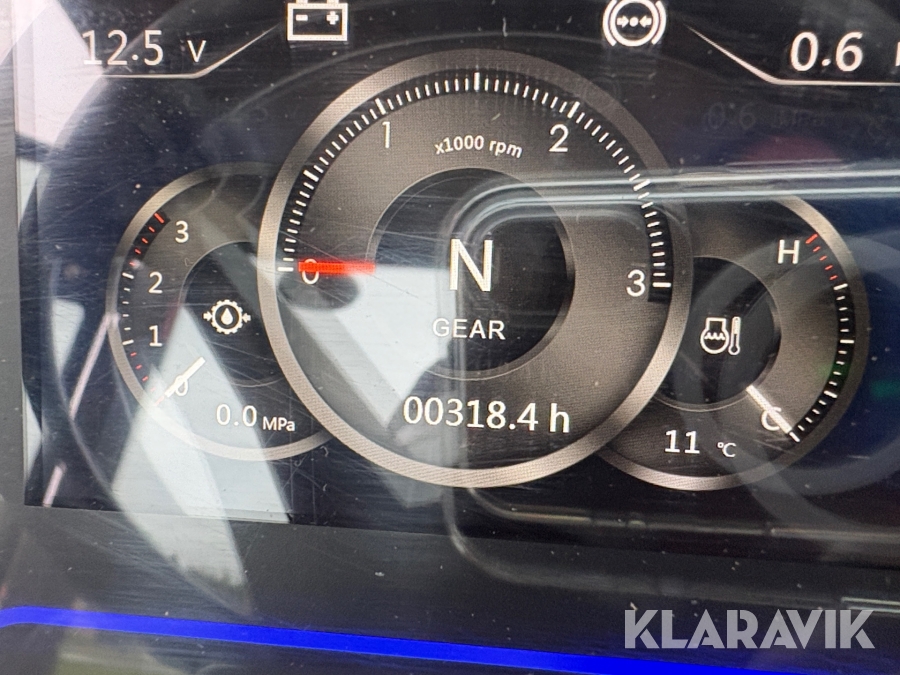 12.5 V
0.6
1
2
x1000 rpm
3
2
1
0
0.0 MPa
0
3
N
GEAR
00318.4 h
H
C
11 °C
KLARAVIK